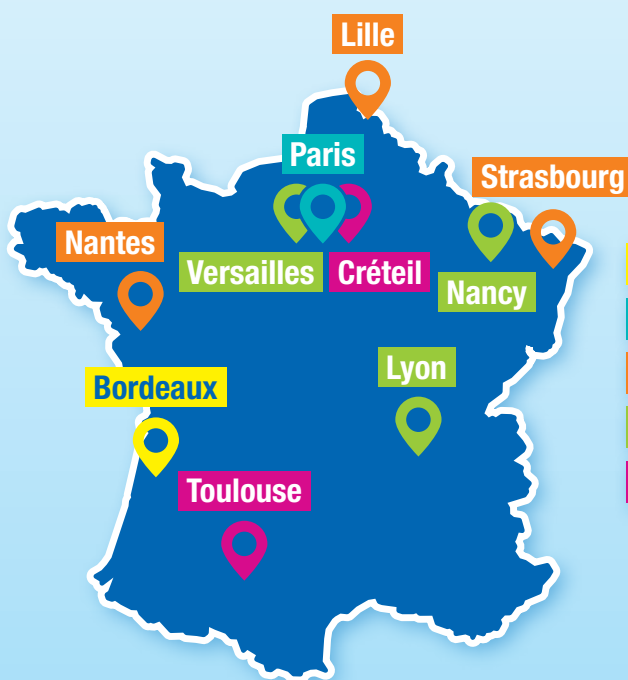 Lille
Paris
Strasbourg
Nantes
Versailles
Créteil
Nancy
Lyon
Bordeaux
Toulouse